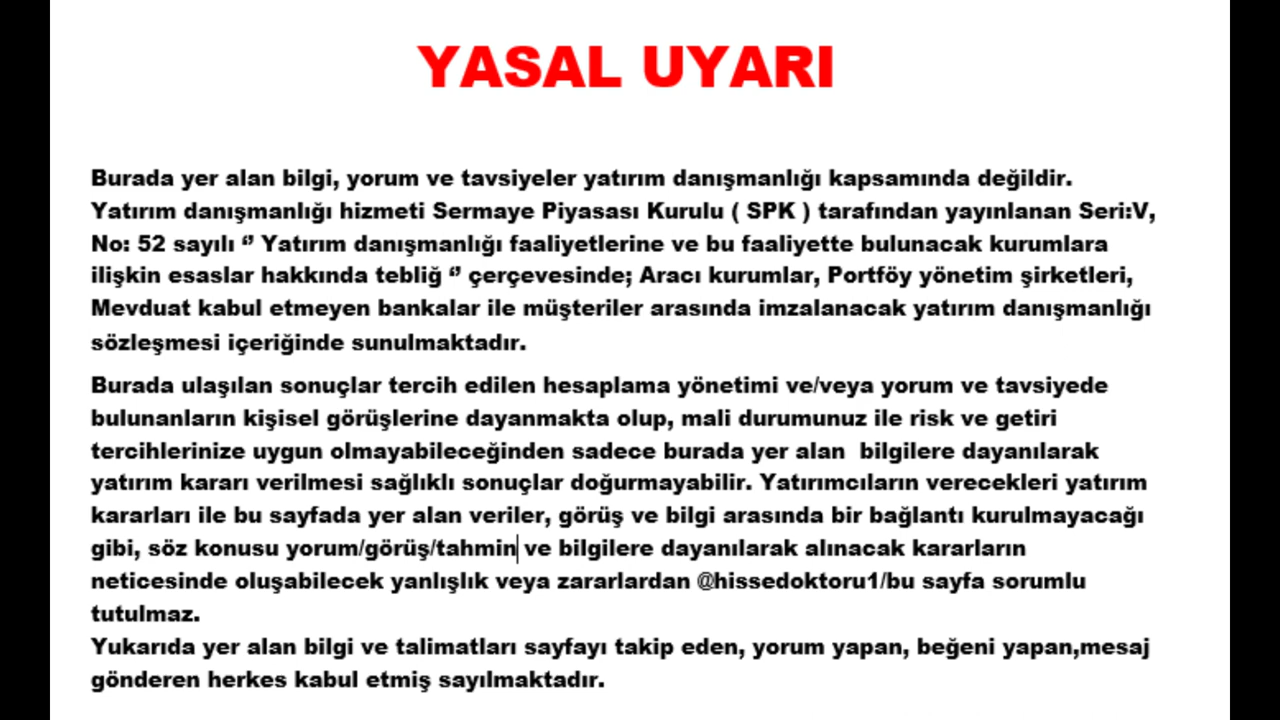 YASAL UYARI
Burada yer alan bilgi, yorum ve tavsiyeler yatırım danışmanlığı kapsamında değildir.
Yatırım danışmanlığı hizmeti Sermaye Piyasası Kurulu ( SPK ) tarafından yayınlanan Seri:V,
No: 52 sayılı ‘’ Yatırım danışmanlığı faaliyetlerine ve bu faaliyette bulunacak kurumlara
ilişkin esaslar hakkında tebliğ ‘’ çerçevesinde; Aracı kurumlar, Portföy yönetim şirketleri,
Mevduat kabul etmeyen bankalar ile müşteriler arasında imzalanacak yatırım danışmanlığı
sözleşmesi içeriğinde sunulmaktadır.
Burada ulaşılan sonuçlar tercih edilen hesaplama yönetimi ve/veya yorum ve tavsiyede
bulunanların kişisel görüşlerine dayanmakta olup, mali durumunuz ile risk ve getiri
tercihlerinize uygun olmayabileceğinden sadece burada yer alan  bilgilere dayanılarak
yatırım kararı verilmesi sağlıklı sonuçlar doğurmayabilir. Yatırımcıların verecekleri yatırım
kararları ile bu sayfada yer alan veriler, görüş ve bilgi arasında bir bağlantı kurulmayacağı
gibi, söz konusu yorum/görüş/tahmin ve bilgilere dayanılarak alınacak kararların
neticesinde oluşabilecek yanlışlık veya zararlardan @hissedoktoru1/bu sayfa sorumlu
tutulmaz.
Yukarıda yer alan bilgi ve talimatları sayfayı takip eden, yorum yapan, beğeni yapan,mesaj
gönderen herkes kabul etmiş sayılmaktadır.